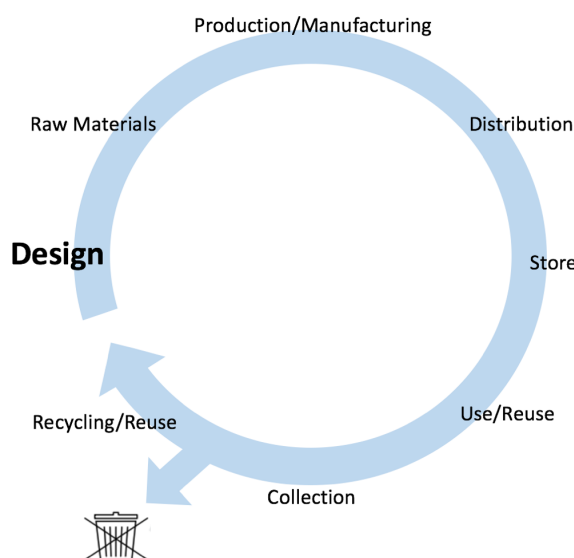 Production/Manufacturing
Raw Materials
Distribution
Design
Store
Use/Reuse
Recycling/Reuse
Collection